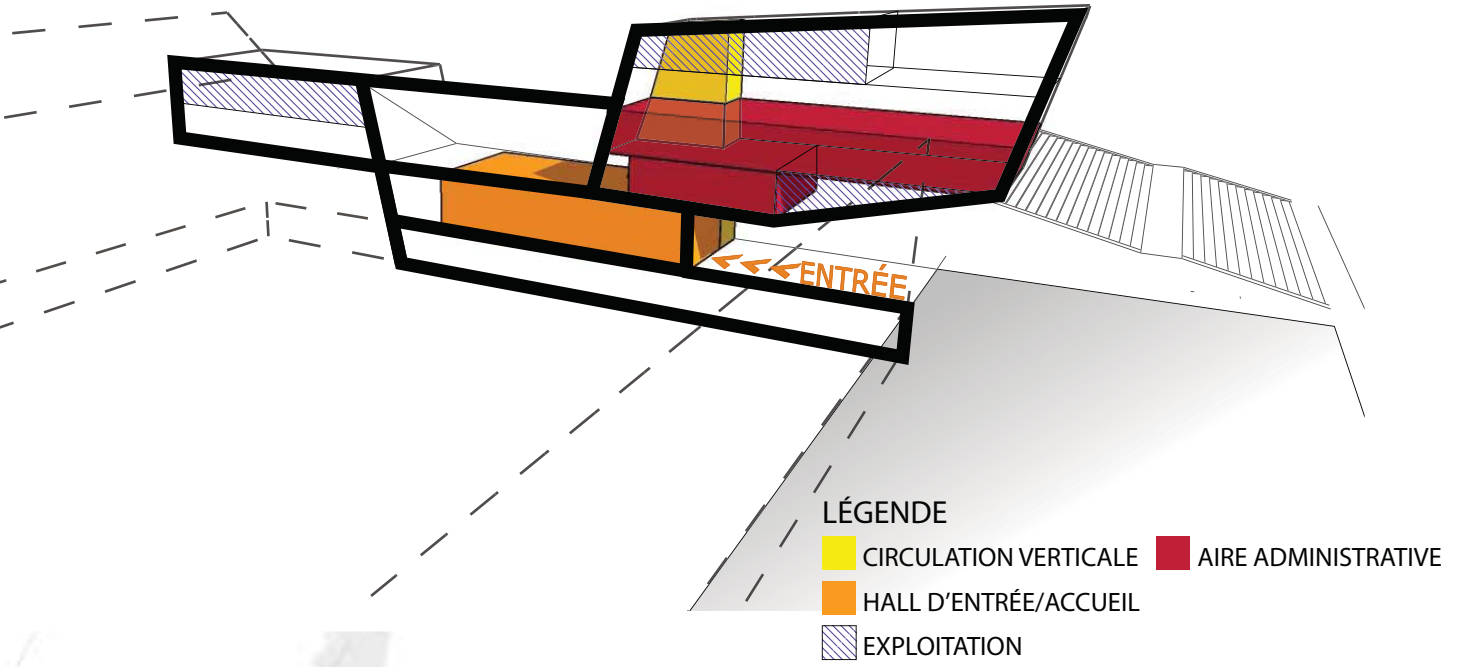 ENTRÉE
LÉGENDE
CIRCULATION VERTICALE AIRE ADMINISTRATIVE
HALL D'ENTRÉE/ACCUEIL
EXPLOITATION